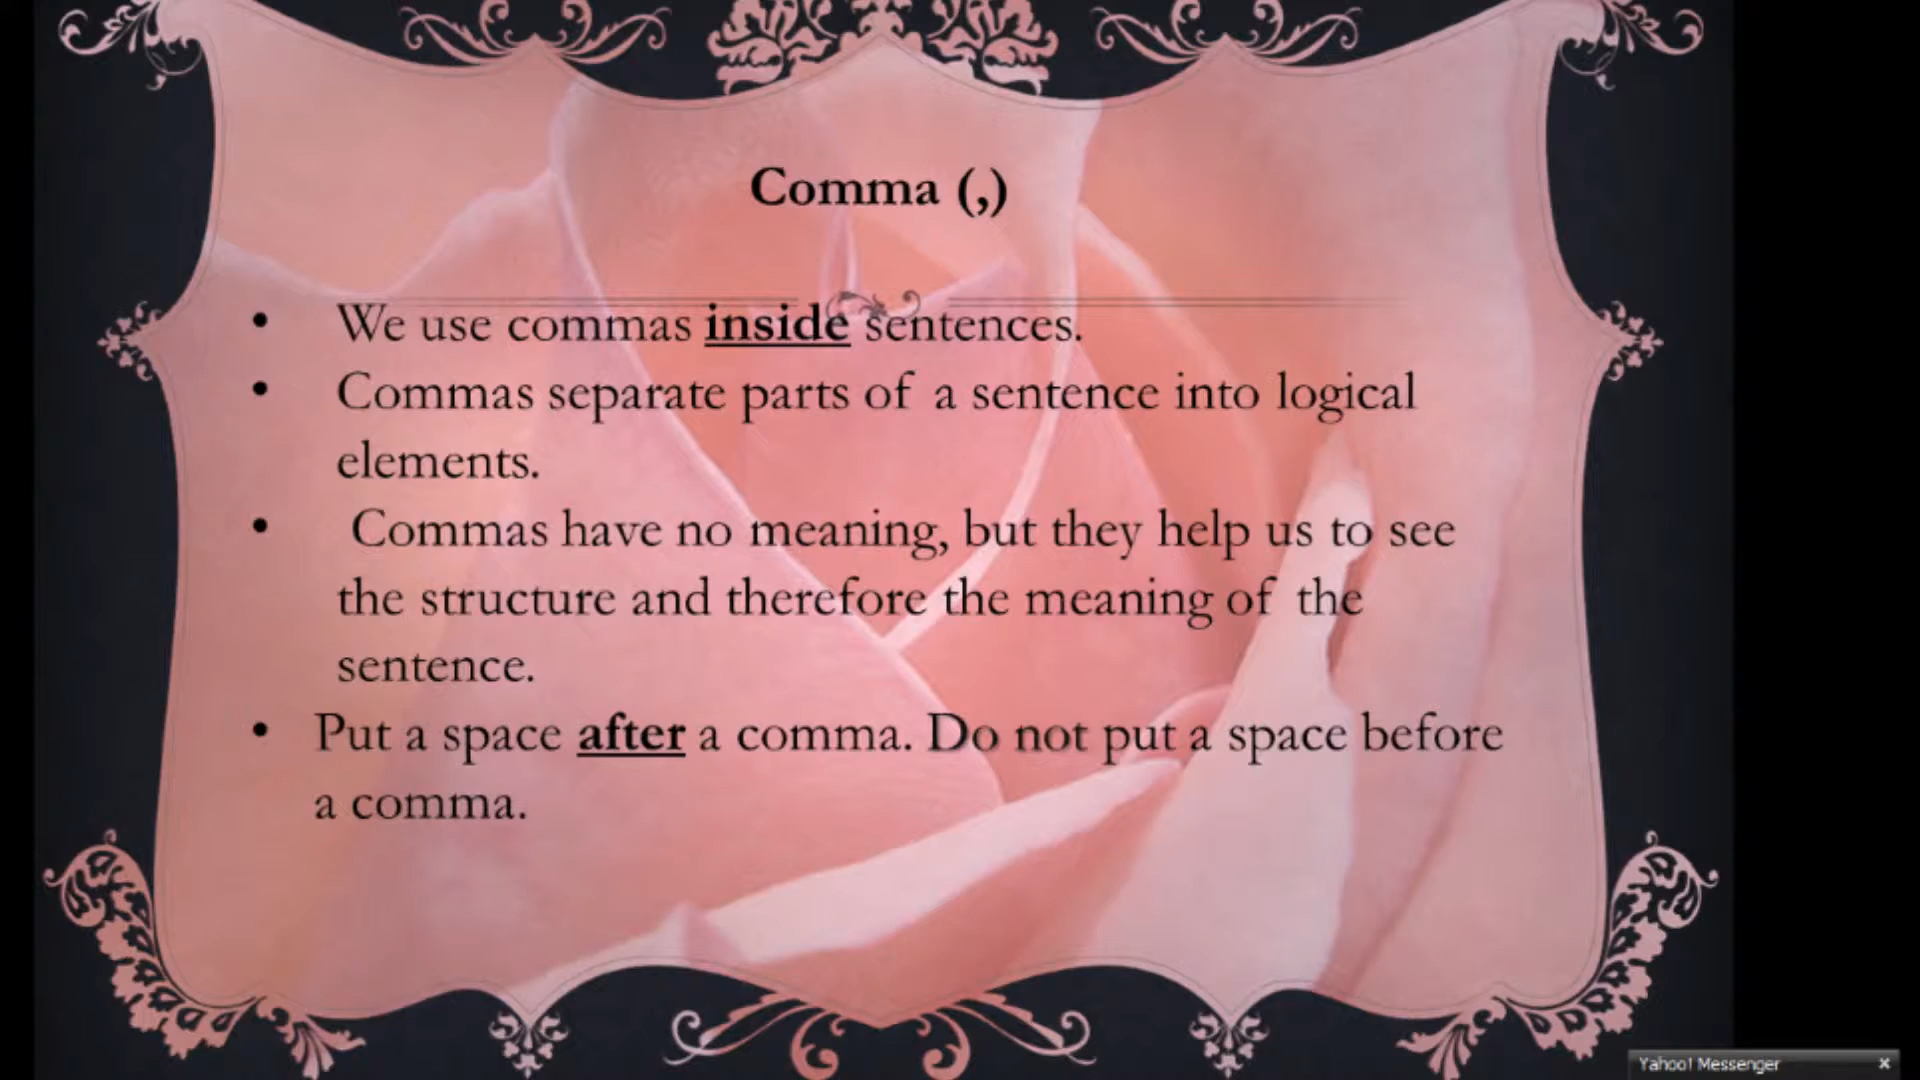 Comma (,)
• We use commas inside sentences.
• Commas separate parts of a sentence into logical
elements.
• Commas have no meaning, but they help us to see
the structure and therefore the meaning of the
sentence.
• Put a space after a comma. Do not put a space before
a comma.
Yahoo! Messenger ×